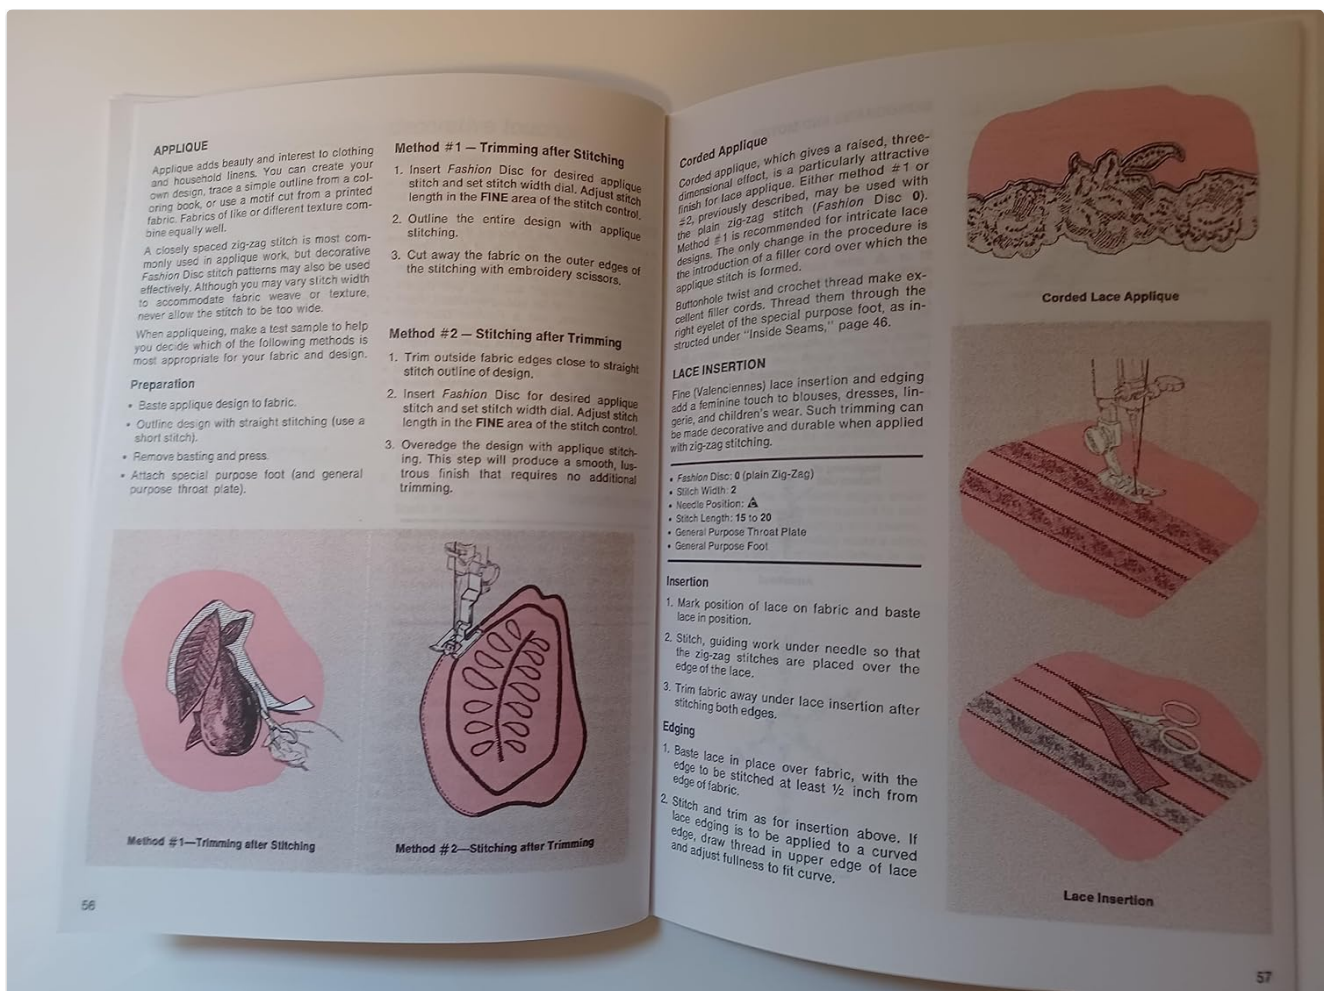 APPLIQUE
Applique adds beauty and interest to clothing
and household linens. You can create your
own design, trace a simple outline from a col-
oring book, or use a motif cut from a printed
fabric. Fabrics of like or different texture com-
bine equally well.
A closely spaced zig-zag stitch is most com-
monly used in applique work, but decorative
Fashion Disc stitch patterns may also be used
effectively. Although you may vary stitch width
to accommodate fabric weave or texture,
never allow the stitch to be too wide.
When appliqueing, make a test sample to help
you decide which of the following methods is
most appropriate for your fabric and design.
Preparation
• Baste applique design to fabric.
• Outline design with straight stitching (use a
short stitch).
• Remove basting and press.
• Attach special purpose foot (and general
purpose throat plate).
Method #1 — Trimming after Stitching
1. Insert Fashion Disc for desired applique
stitch and set stitch width dial. Adjust stitch
length in the FINE area of the stitch control.
2. Outline the entire design with applique
stitching.
3. Cut away the fabric on the outer edges of
the stitching with embroidery scissors.
Method #2 — Stitching after Trimming
1. Trim outside fabric edges close to straight
stitch outline of design.
2. Insert Fashion Disc for desired applique
stitch and set stitch width dial. Adjust stitch
length in the FINE area of the stitch control.
3. Overedge the design with applique stitch-
ing. This step will produce a smooth, lus-
trous finish that requires no additional
trimming.
Method #1—Trimming after Stitching
Method #2—Stitching after Trimming
56
Corded Applique
Corded applique, which gives a raised, three-
dimensional effect, is a particularly attractive
finish for lace applique. Either method #1 or
#2, previously described, may be used with
the plain zig-zag stitch (Fashion Disc 0).
Method #1 is recommended for intricate lace
designs. The only change in the procedure is
the introduction of a filler cord over which the
applique stitch is formed.
Buttonhole twist and crochet thread make ex-
cellent filler cords. Thread them through the
right eyelet of the special purpose foot, as in-
structed under "Inside Seams," page 46.
LACE INSERTION
Fine (Valenciennes) lace insertion and edging
add a feminine touch to blouses, dresses, lin-
gerie, and children's wear. Such trimming can
be made decorative and durable when applied
with zig-zag stitching.
• Fashion Disc: 0 (plain Zig-Zag)
• Stitch Width: 2
• Needle Position:
• Stitch Length: 15 to 20
• General Purpose Throat Plate
• General Purpose Foot
Insertion
1. Mark position of lace on fabric and baste
lace in position.
2. Stitch, guiding work under needle so that
the zig-zag stitches are placed over the
edge of the lace.
3. Trim fabric away under lace insertion after
stitching both edges.
Edging
1. Baste lace in place over fabric, with the
edge to be stitched at least ½ inch from
edge of fabric.
2. Stitch and trim as for insertion above. If
lace edging is to be applied to a curved
edge, draw thread in upper edge of lace
and adjust fullness to fit curve.
Corded Lace Applique
Lace Insertion
57